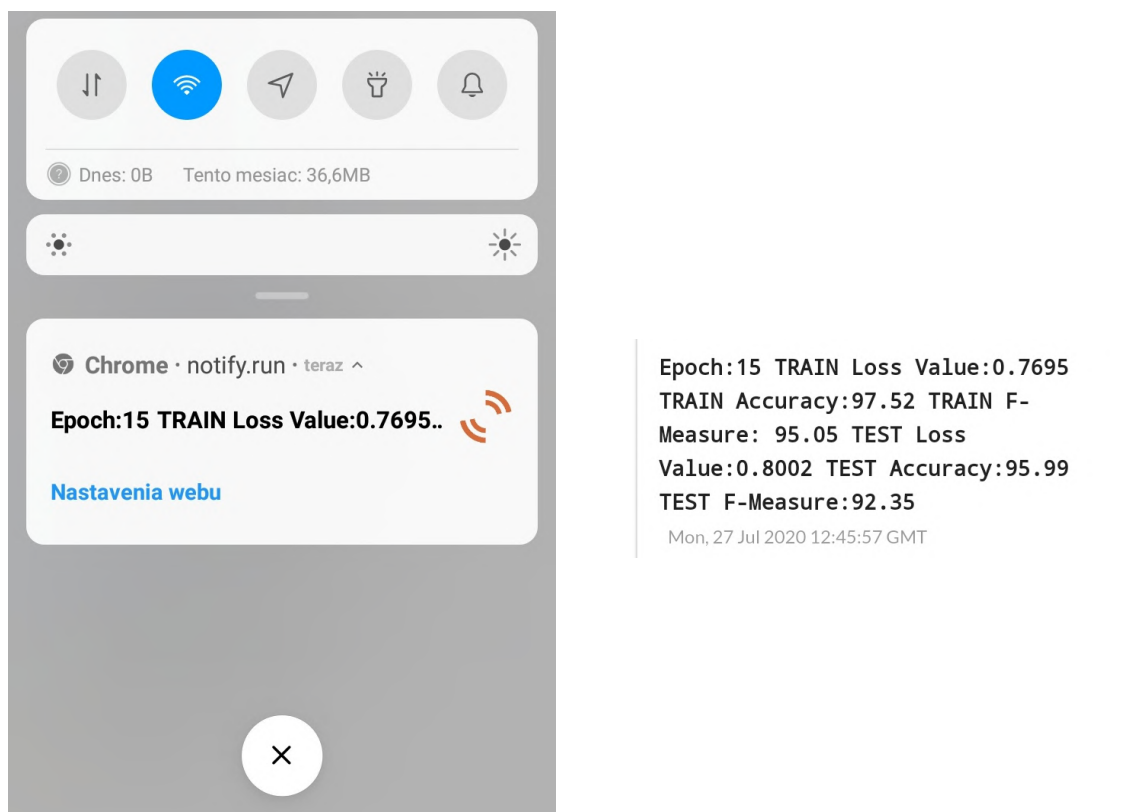 Dnes: 0B Tento mesiac: 36,6MB
Chrome · notify.run · teraz
Epoch:15 TRAIN Loss Value:0.7695..
Nastavenia webu
Epoch:15 TRAIN Loss Value:0.7695
TRAIN Accuracy:97.52 TRAIN F-
Measure: 95.05 TEST Loss
Value:0.8002 TEST Accuracy:95.99
TEST F-Measure:92.35
Mon, 27 Jul 2020 12:45:57 GMT